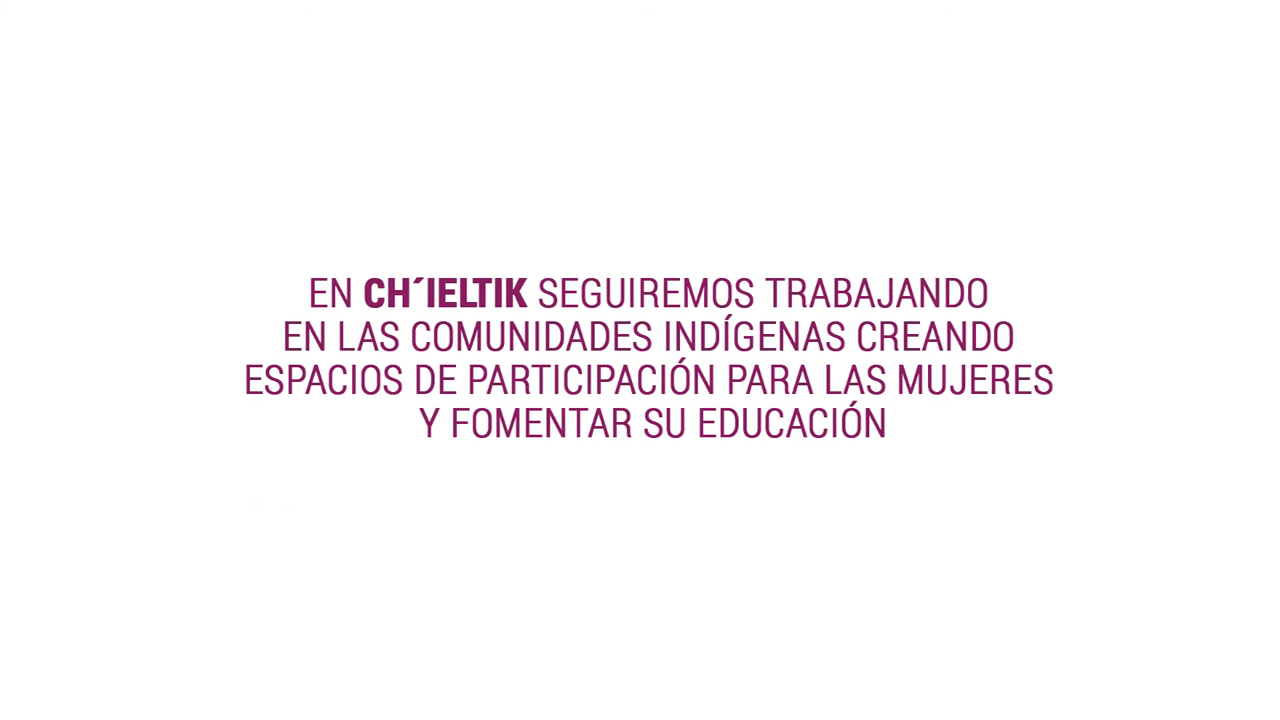 EN CH´IELTIK SEGUIREMOS TRABAJANDO
EN LAS COMUNIDADES INDÍGENAS CREANDO
ESPACIOS DE PARTICIPACIÓN PARA LAS MUJERES
Y FOMENTAR SU EDUCACIÓN